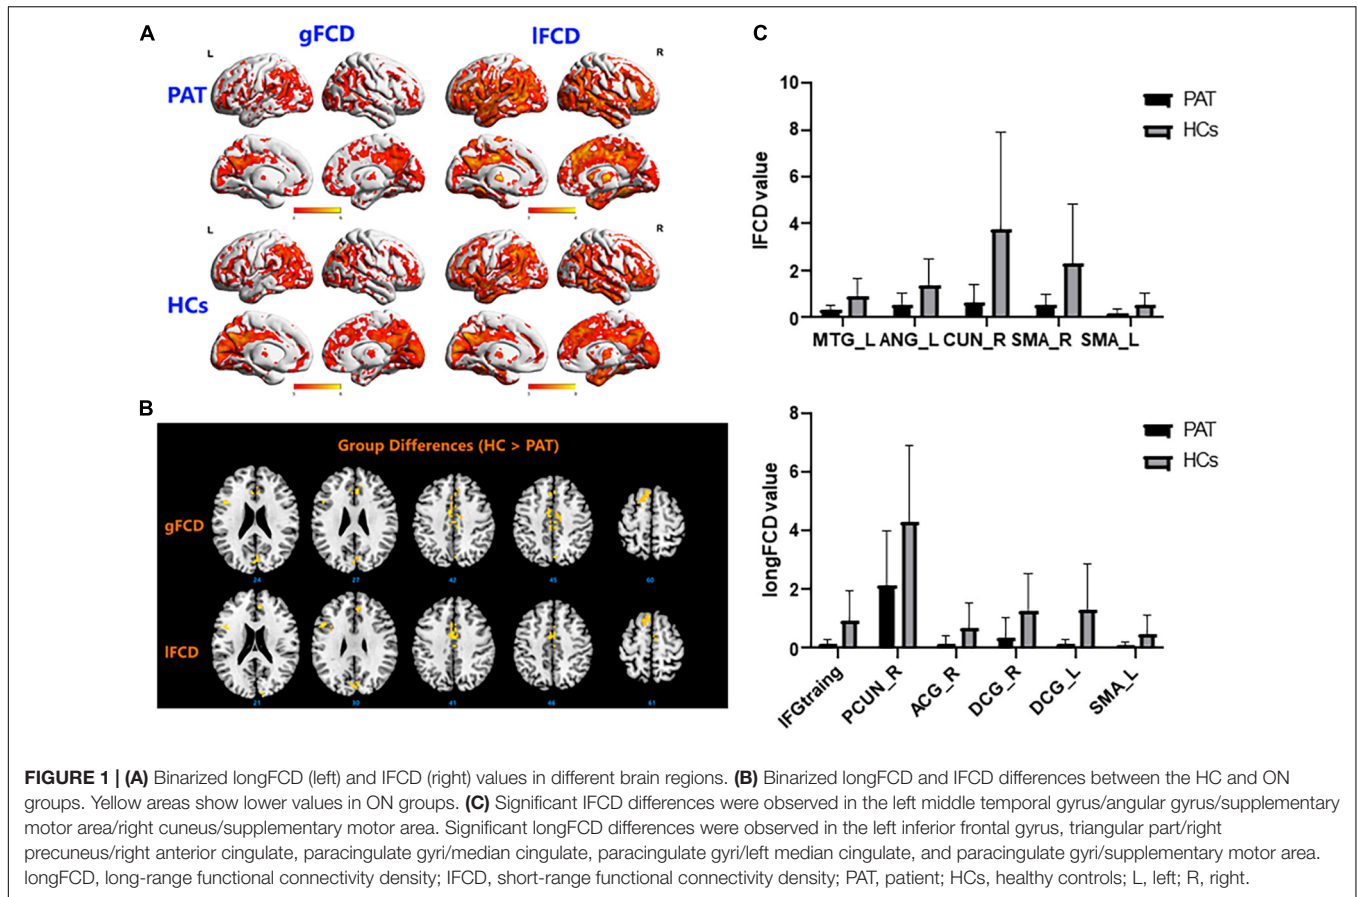 A
gFCD
lFCD
L
R
PAT
L
R
HCs
B
Group Differences (HC > PAT)
gFCD
24
27
42
45
60
lFCD
21
30
41
46
61
C
10
8
6
4
2
0
lFCD value
PAT
HCs
MTG_L ANG_L CUN_R SMA_R SMA_L
8
6
4
2
0
longFCD value
PAT
HCs
IFGtraing
PCUN_R
ACG_R
DCG_R
DCG_L
SMA_L
FIGURE 1 | (A) Binarized longFCD (left) and lFCD (right) values in different brain regions. (B) Binarized longFCD and lFCD differences between the HC and ON
groups. Yellow areas show lower values in ON groups. (C) Significant lFCD differences were observed in the left middle temporal gyrus/angular gyrus/supplementary
motor area/right cuneus/supplementary motor area. Significant longFCD differences were observed in the left inferior frontal gyrus, triangular part/right
precuneus/right anterior cingulate, paracingulate gyri/median cingulate, paracingulate gyri/left median cingulate, and paracingulate gyri/supplementary motor area.
longFCD, long-range functional connectivity density; lFCD, short-range functional connectivity density; PAT, patient; HCs, healthy controls; L, left; R, right.